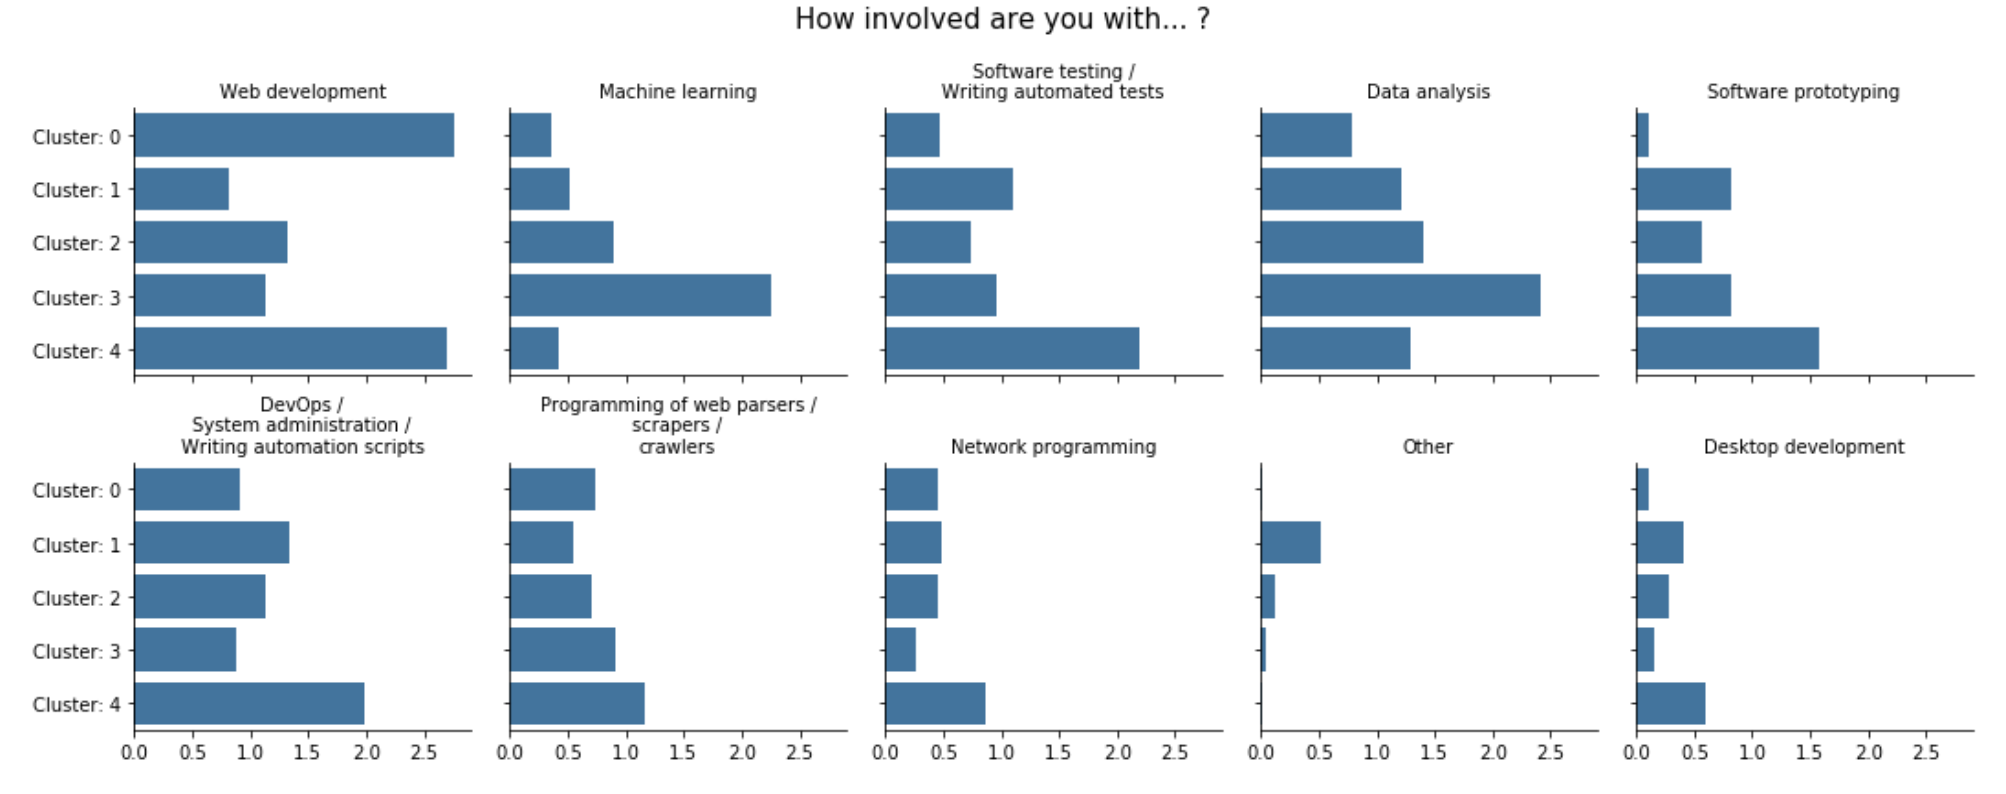 How involved are you with... ?
Web development
Machine learning
Software testing /
Writing automated tests
Data analysis
Software prototyping
Cluster: 0
Cluster: 1
Cluster: 2
Cluster: 3
Cluster: 4
DevOps /
System administration /
Writing automation scripts
Programming of web parsers /
scrapers /
crawlers
Network programming
Other
Desktop development
Cluster: 0
Cluster: 1
Cluster: 2
Cluster: 3
Cluster: 4
0.0 0.5 1.0 1.5 2.0 2.5
0.0 0.5 1.0 1.5 2.0 2.5
0.0 0.5 1.0 1.5 2.0 2.5
0.0 0.5 1.0 1.5 2.0 2.5
0.0 0.5 1.0 1.5 2.0 2.5